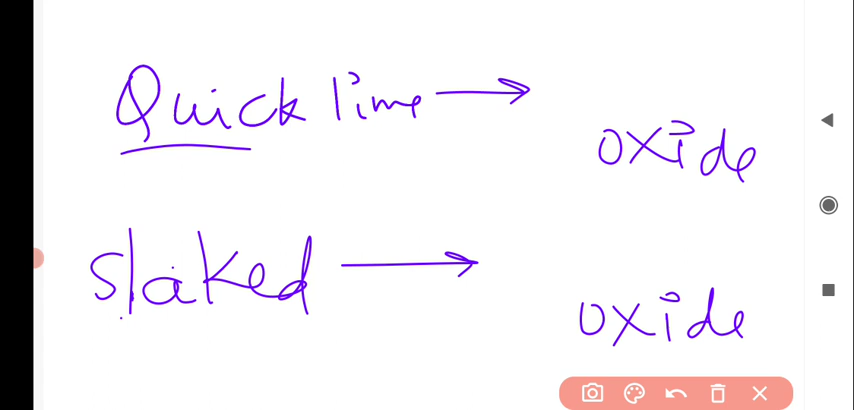 Quick lime →
oxide
slaked →
oxide